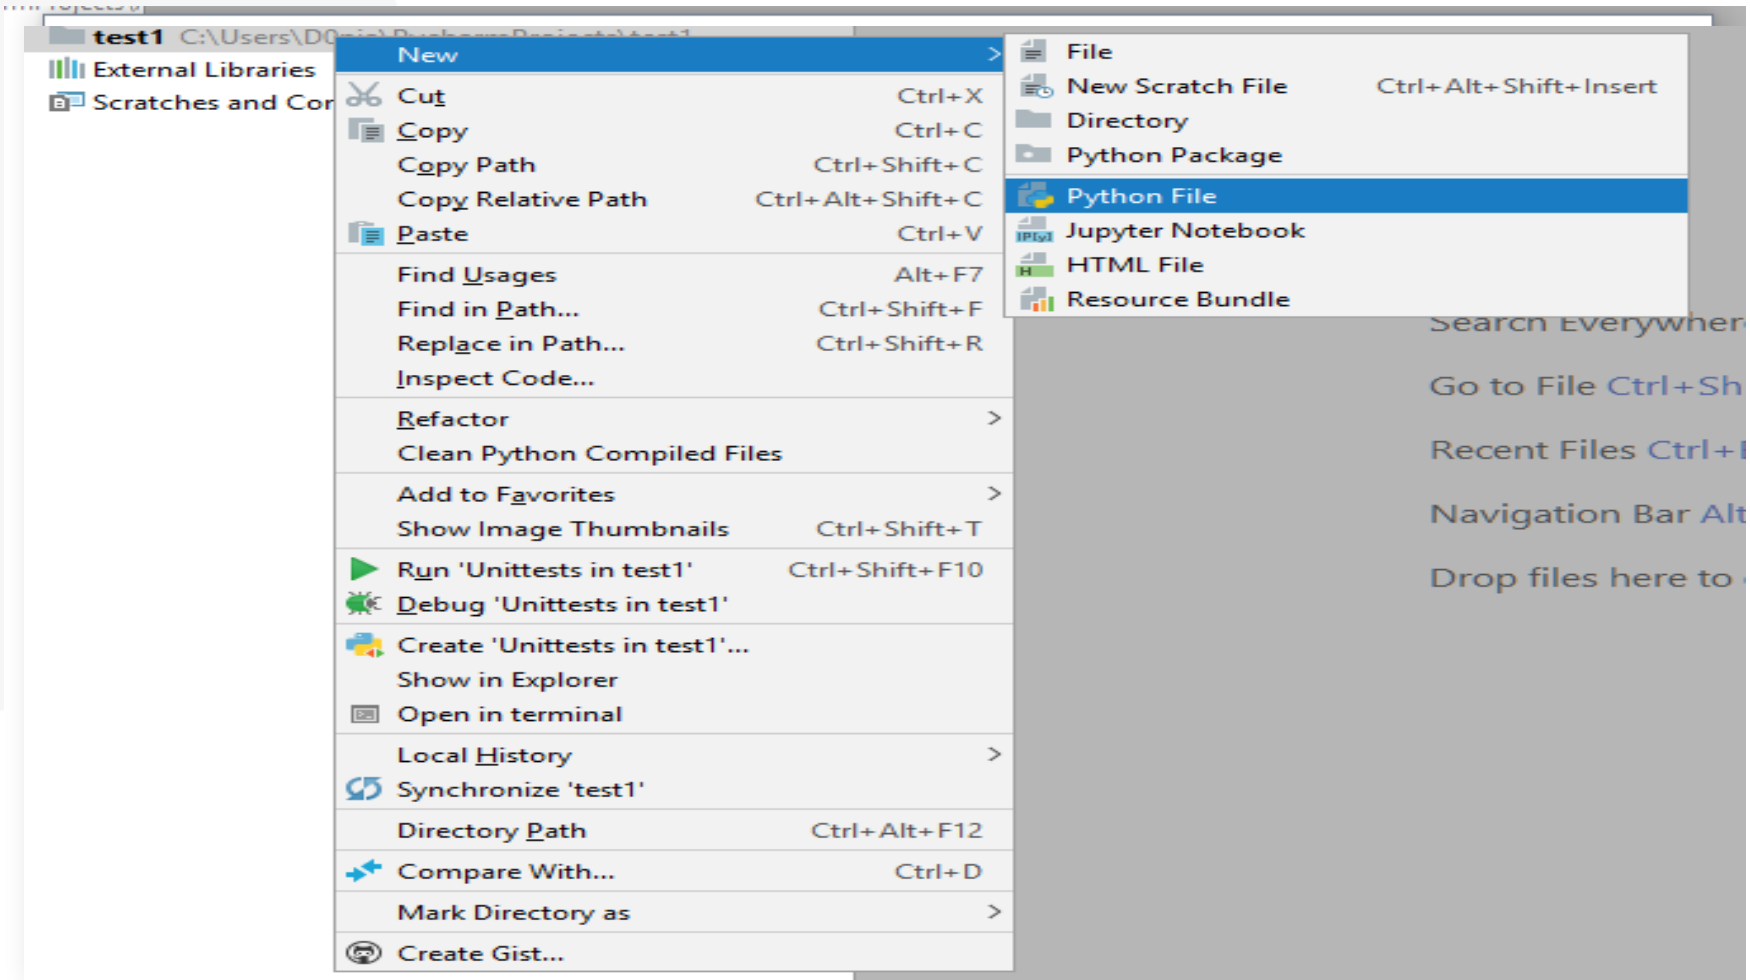 test1 C:\Users\D0
External Libraries
Scratches and Cor
New
Cut Ctrl+X
Copy Ctrl+C
Copy Path Ctrl+Shift+C
Copy Relative Path Ctrl+Alt+Shift+C
Paste Ctrl+V
Find Usages Alt+F7
Find in Path... Ctrl+Shift+F
Replace in Path... Ctrl+Shift+R
Inspect Code...
Refactor
Clean Python Compiled Files
Add to Favorites
Show Image Thumbnails Ctrl+Shift+T
Run 'Unittests in test1' Ctrl+Shift+F10
Debug 'Unittests in test1'
Create 'Unittests in test1'...
Show in Explorer
Open in terminal
Local History
Synchronize 'test1'
Directory Path Ctrl+Alt+F12
Compare With... Ctrl+D
Mark Directory as
Create Gist...
File
New Scratch File Ctrl+Alt+Shift+Insert
Directory
Python Package
Python File
Jupyter Notebook
HTML File
Resource Bundle
Search Everywher
Go to File Ctrl+Sh
Recent Files Ctrl+E
Navigation Bar Alt
Drop files here to